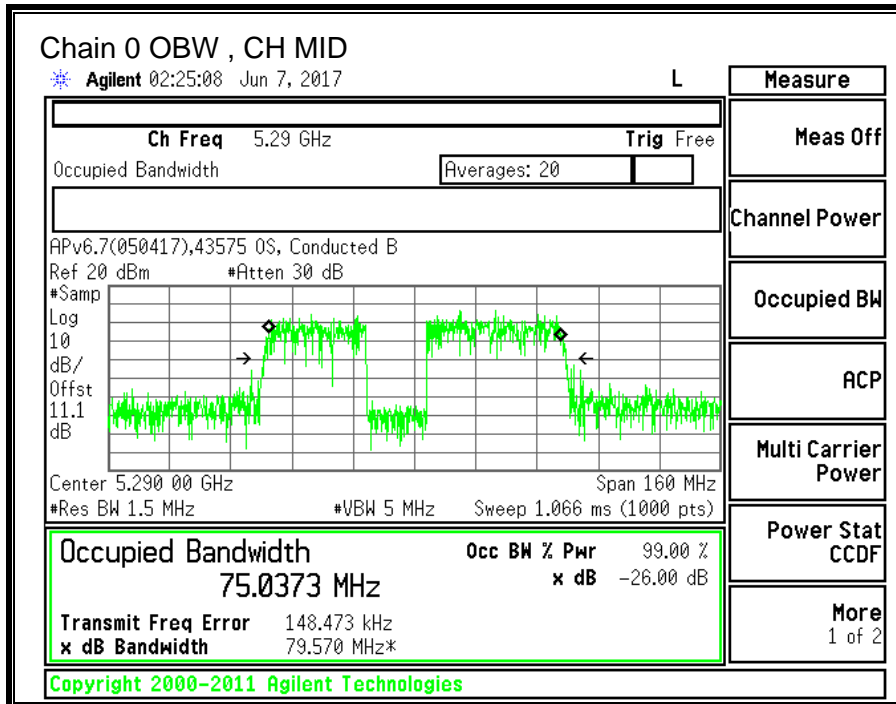 Chain 0 OBW , CH MID
Agilent 02:25:08 Jun 7, 2017 L
Measure
Ch Freq 5.29 GHz Trig Free
Occupied Bandwidth Averages: 20
APv6.7(050417),43575 OS, Conducted B
Ref 20 dBm #Atten 30 dB
#Samp
Log
10
dB/
Offst
11.1
dB
Center 5.290 00 GHz Span 160 MHz
#Res BW 1.5 MHz #VBW 5 MHz Sweep 1.066 ms (1000 pts)
Occupied Bandwidth Occ BW % Pwr 99.00 %
75.0373 MHz x dB -26.00 dB
Transmit Freq Error 148.473 kHz
x dB Bandwidth 79.570 MHz*
Meas Off
Channel Power
Occupied BW
ACP
Multi Carrier
Power
Power Stat
CCDF
More
1 of 2
Copyright 2000-2011 Agilent Technologies